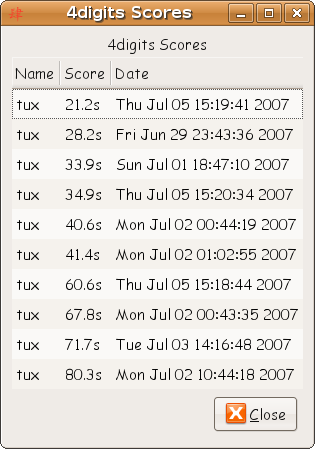 肆 4digits Scores
4digits Scores
Name Score Date
tux 21.2s Thu Jul 05 15:19:41 2007
tux 28.2s Fri Jun 29 23:43:36 2007
tux 33.9s Sun Jul 01 18:47:10 2007
tux 34.9s Thu Jul 05 15:20:34 2007
tux 40.6s Mon Jul 02 00:44:19 2007
tux 41.4s Mon Jul 02 01:02:55 2007
tux 60.6s Thu Jul 05 15:18:44 2007
tux 67.8s Mon Jul 02 00:43:35 2007
tux 71.7s Tue Jul 03 14:16:48 2007
tux 80.3s Mon Jul 02 10:44:18 2007
Close